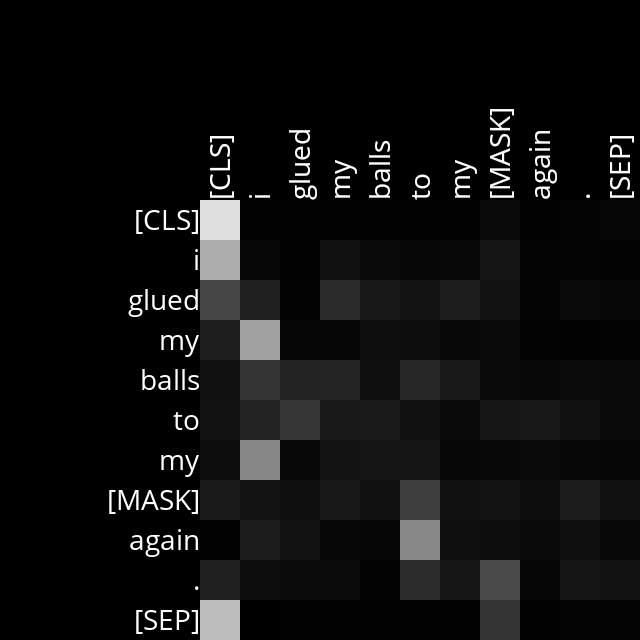 [CLS] i glued my balls to my [MASK] again . [SEP]
[CLS]
i
glued
my
balls
to
my
[MASK]
again
.
[SEP]